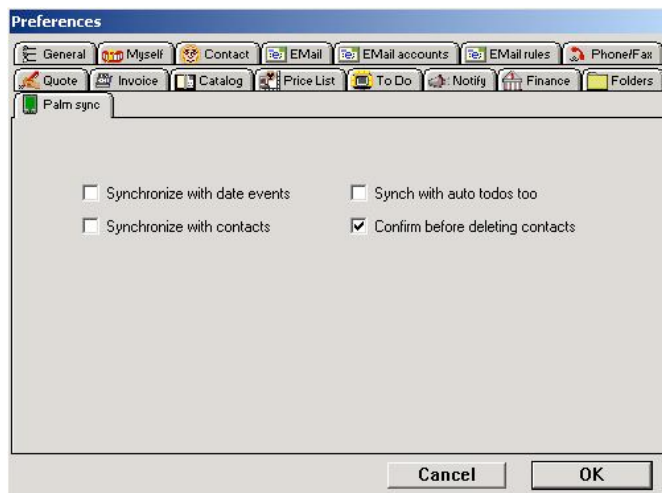 Preferences
General Myself Contact EMail EMail accounts EMail rules Phone/Fax
Quote Invoice Catalog Price List To Do Notify Finance Folders
Palm sync
Synchronize with date events Synch with auto todos too
Synchronize with contacts Confirm before deleting contacts
Cancel OK